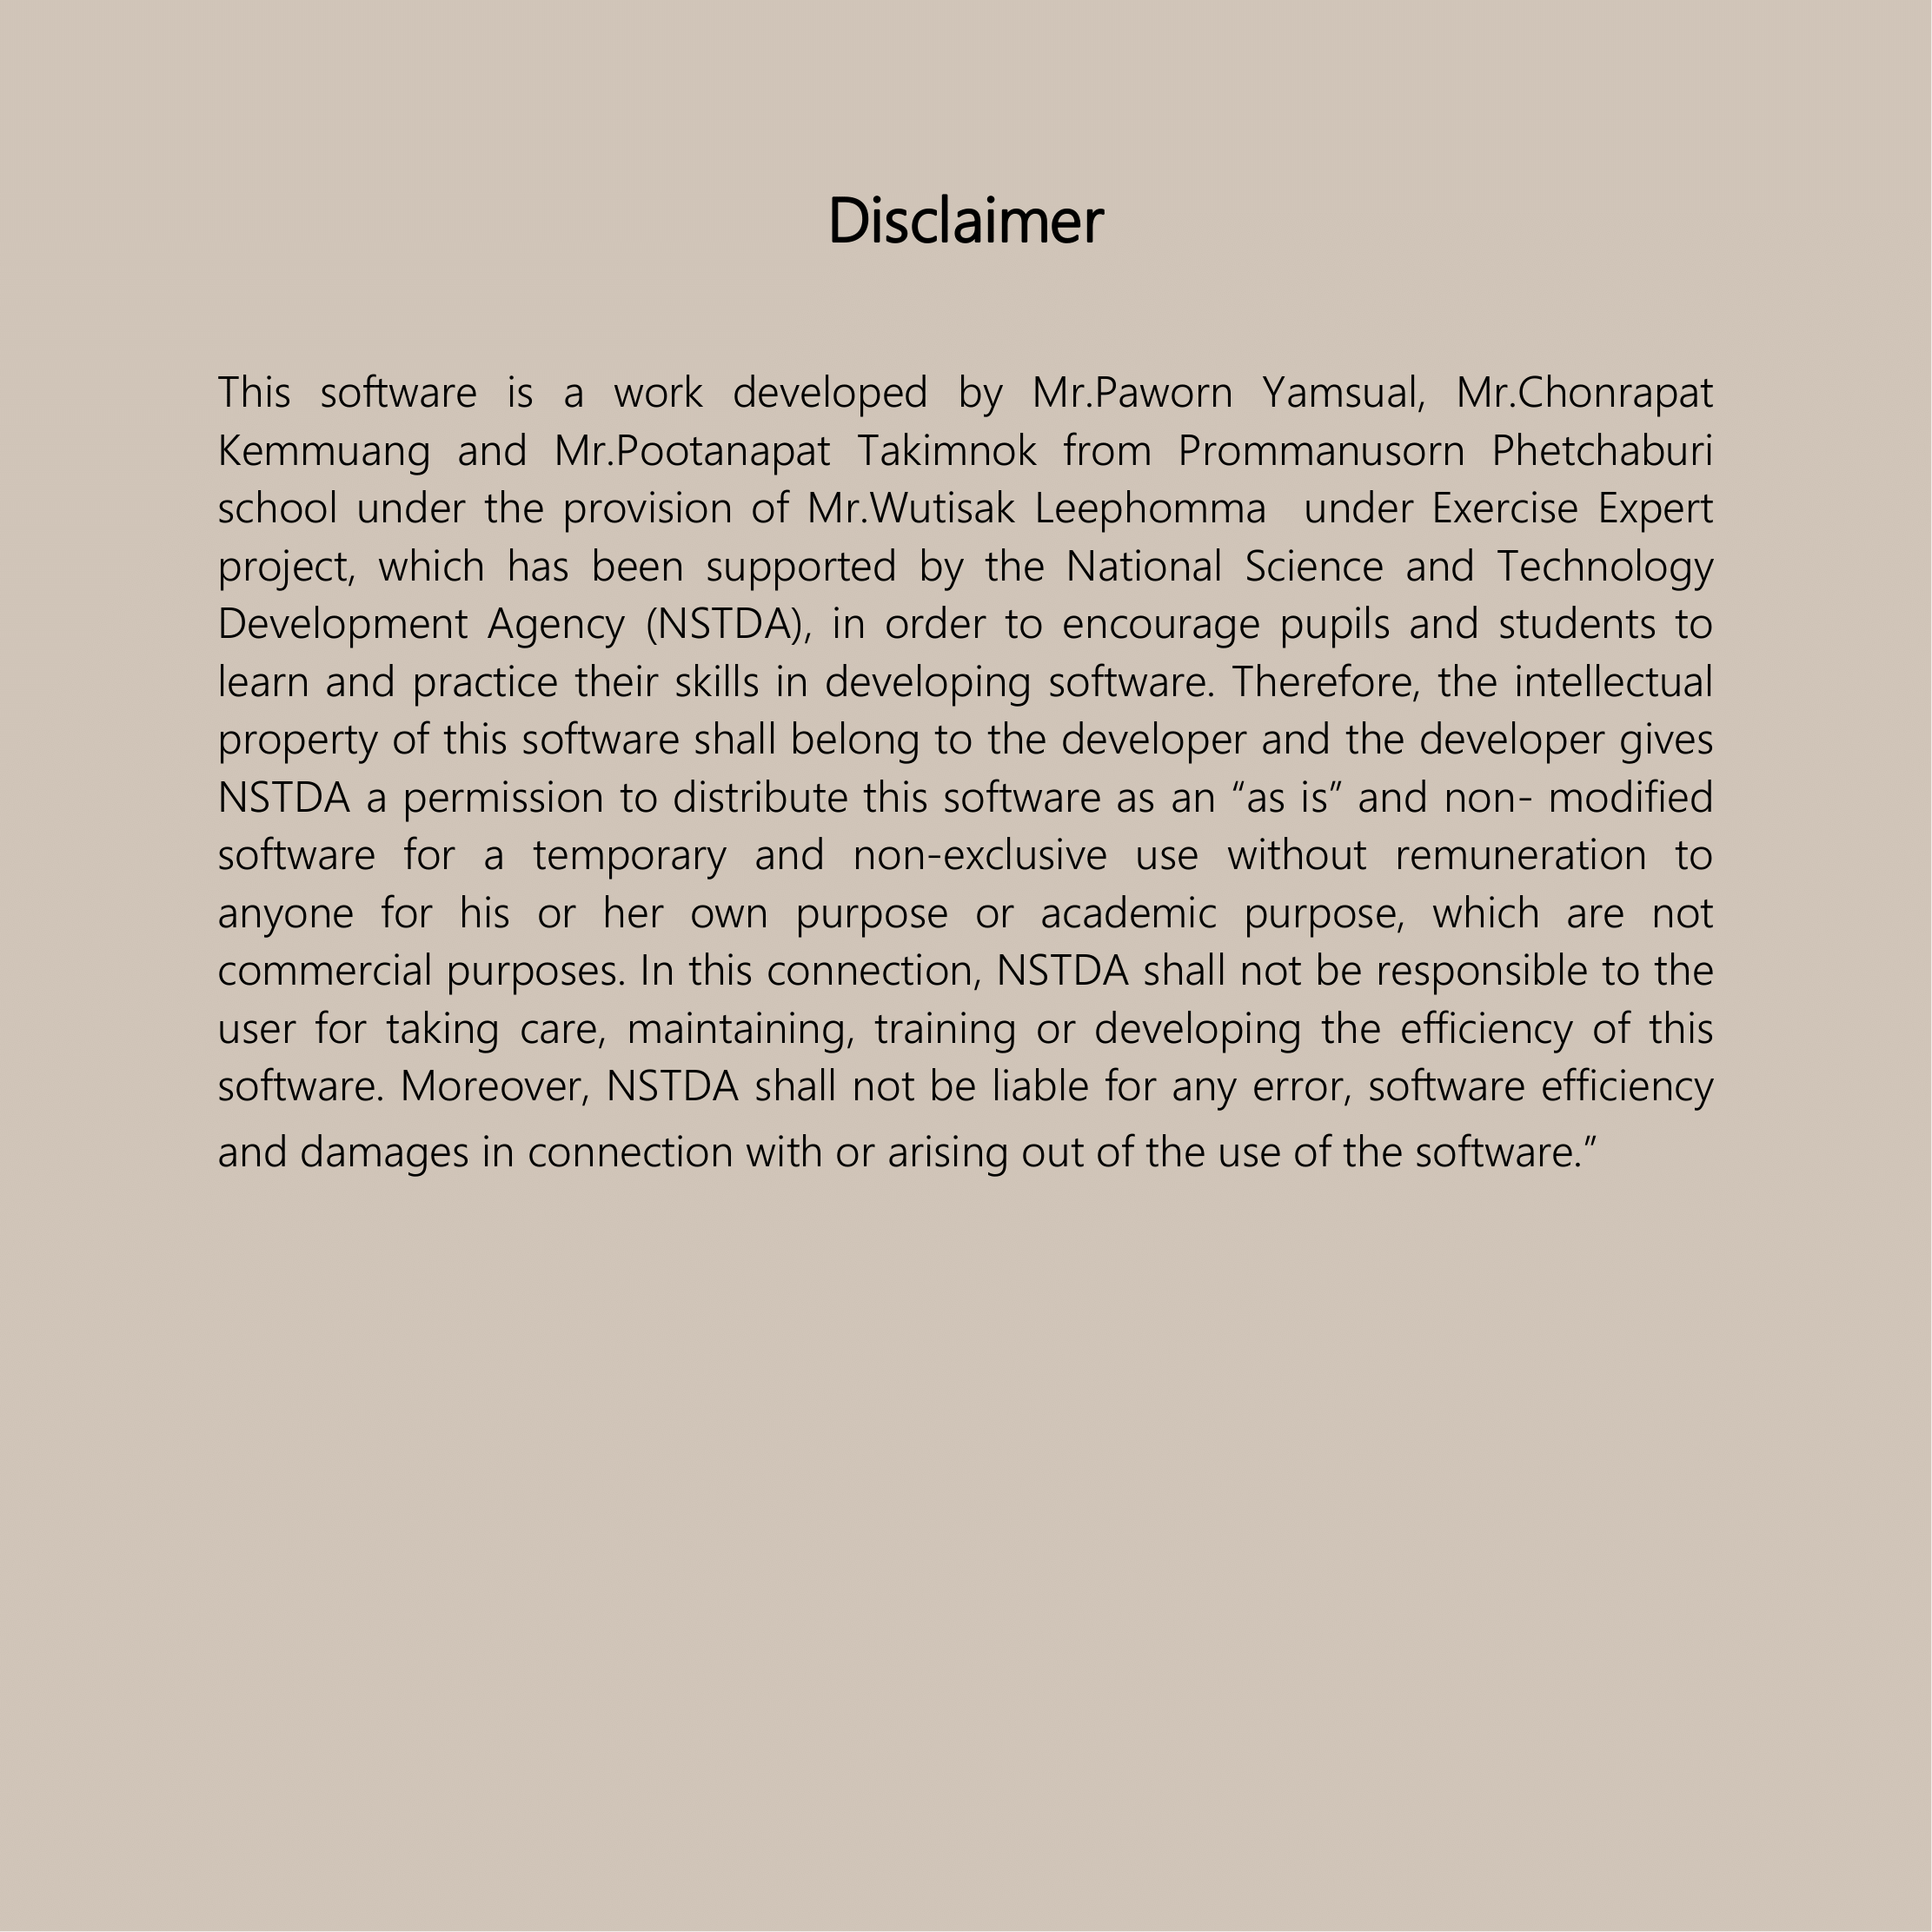 Disclaimer
This software is a work developed by Mr.Paworn Yamsual, Mr.Chonrapat
Kemmuang and Mr.Pootanapat Takimnok from Prommanusorn Phetchaburi
school under the provision of Mr.Wutisak Leephomma  under Exercise Expert
project, which has been supported by the National Science and Technology
Development Agency (NSTDA), in order to encourage pupils and students to
learn and practice their skills in developing software. Therefore, the intellectual
property of this software shall belong to the developer and the developer gives
NSTDA a permission to distribute this software as an “as is” and non- modified
software for a temporary and non-exclusive use without remuneration to
anyone for his or her own purpose or academic purpose, which are not
commercial purposes. In this connection, NSTDA shall not be responsible to the
user for taking care, maintaining, training or developing the efficiency of this
software. Moreover, NSTDA shall not be liable for any error, software efficiency
and damages in connection with or arising out of the use of the software.”